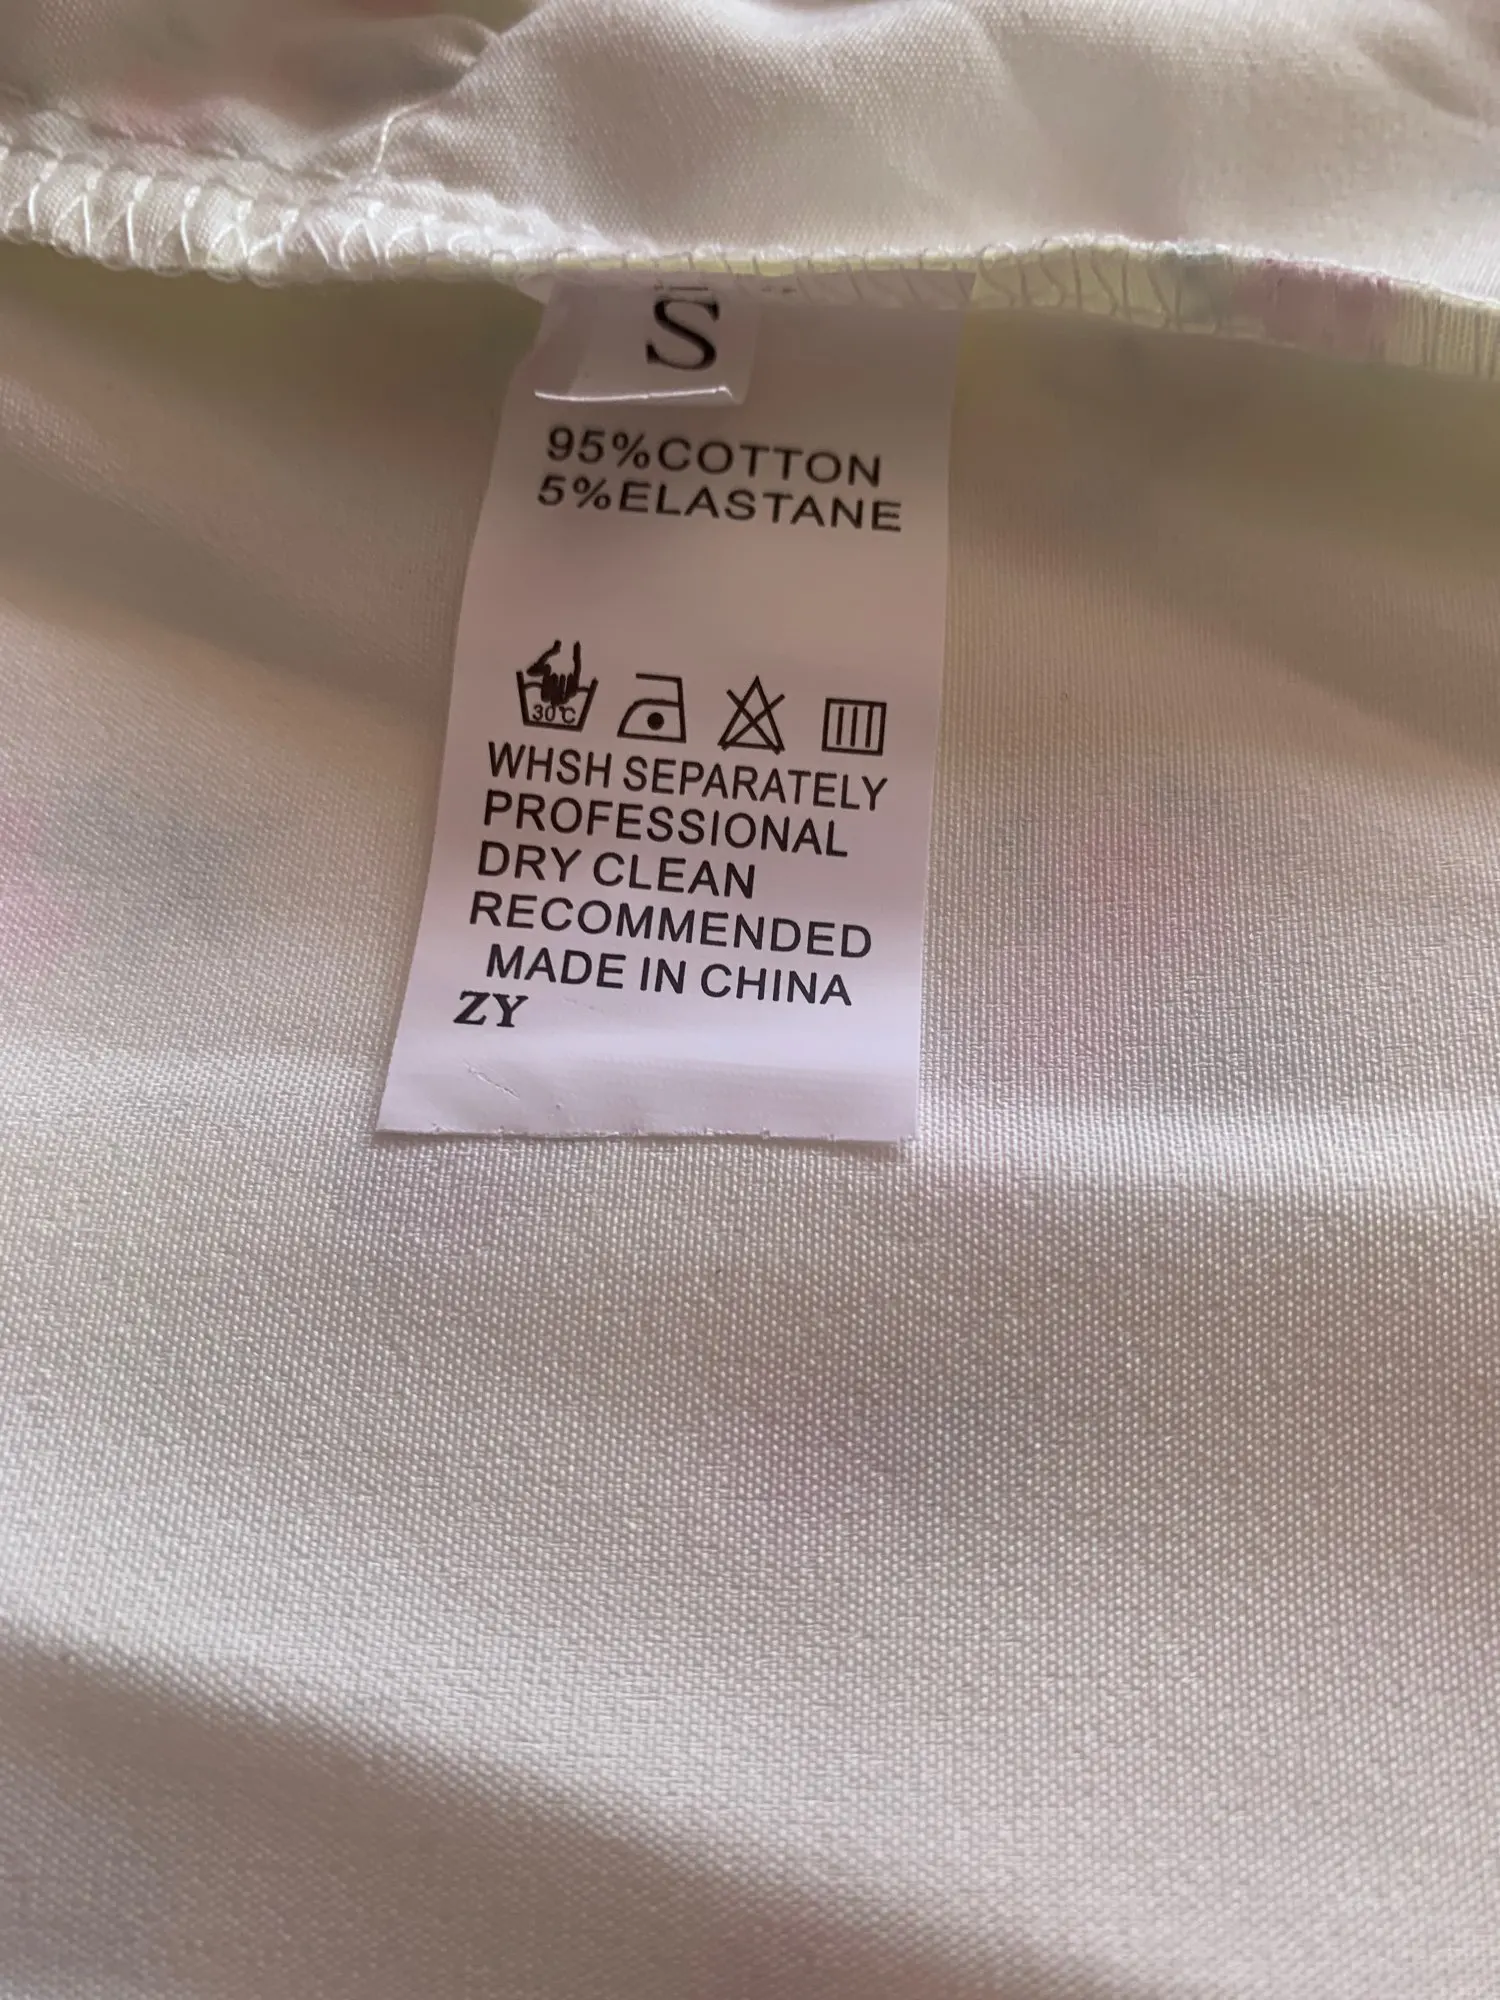 S
95%COTTON
5%ELASTANE
30℃
WHSH SEPARATELY
PROFESSIONAL
DRY CLEAN
RECOMMENDED
MADE IN CHINA
ZY